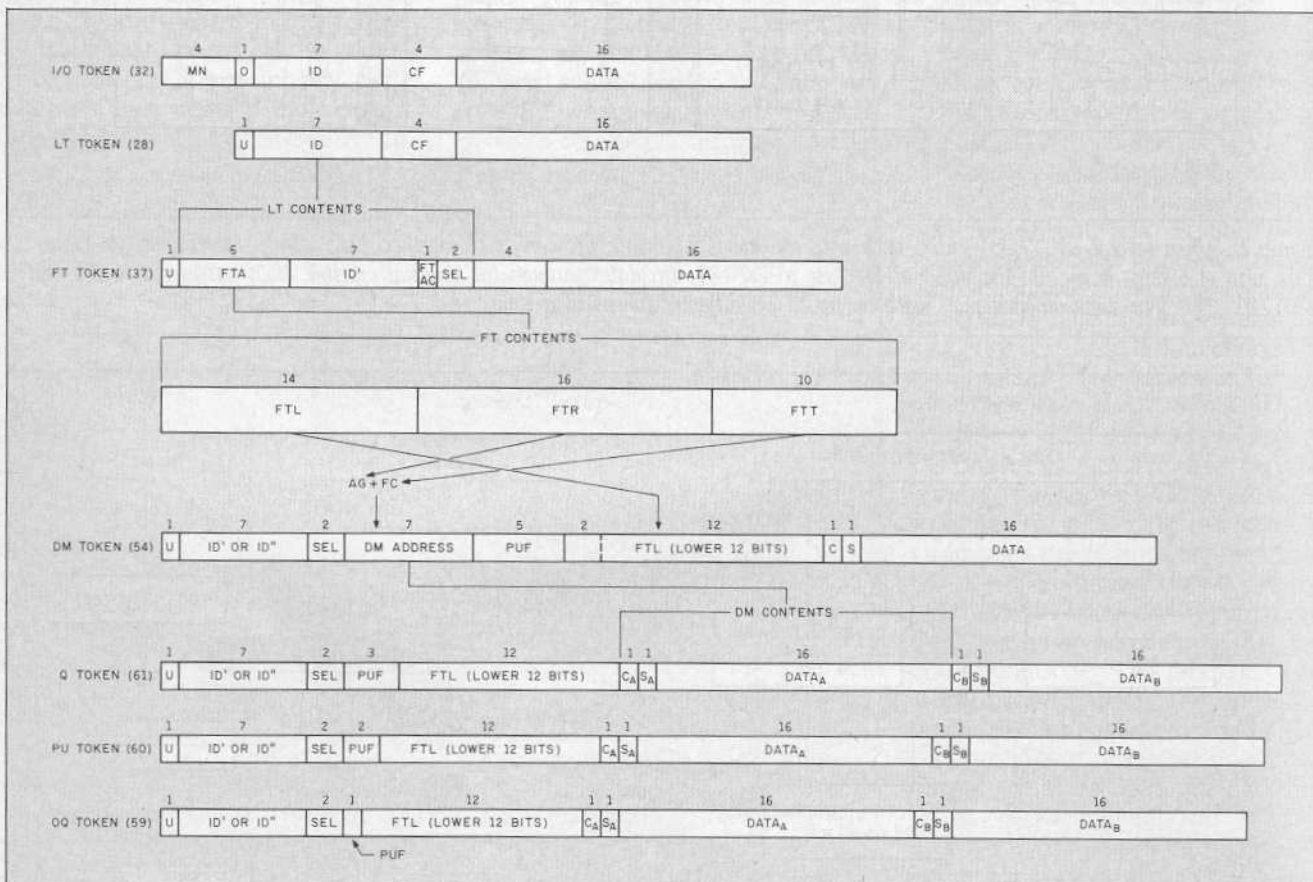 4 1 7 4 16
I/O TOKEN (32) MN O ID CF DATA
1 7 4 16
LT TOKEN (28) U ID CF DATA
LT CONTENTS
1 6 7 1 2 4 16
FT TOKEN (37) U FTA ID' FT AC SEL DATA
FT CONTENTS
14 16 10
FTL FTR FTT
AG + FC
1 7 2 7 5 2 12 1 1 16
DM TOKEN (54) U ID' OR ID" SEL DM ADDRESS PUF FTL (LOWER 12 BITS) C S DATA
DM CONTENTS
1 7 2 3 12 1 1 16 1 1 16
Q TOKEN (61) U ID' OR ID" SEL PUF FTL (LOWER 12 BITS) CA SA DATAA CB SB DATAB
1 7 2 2 12 1 1 16 1 1 16
PU TOKEN (60) U ID' OR ID" SEL PUF FTL (LOWER 12 BITS) CA SA DATAA CB SB DATAB
1 2 1 12 1 1 16 1 1 16
OQ TOKEN (59) U ID' OR ID" SEL FTL (LOWER 12 BITS) CA SA DATAA CB SB DATAB
PUF